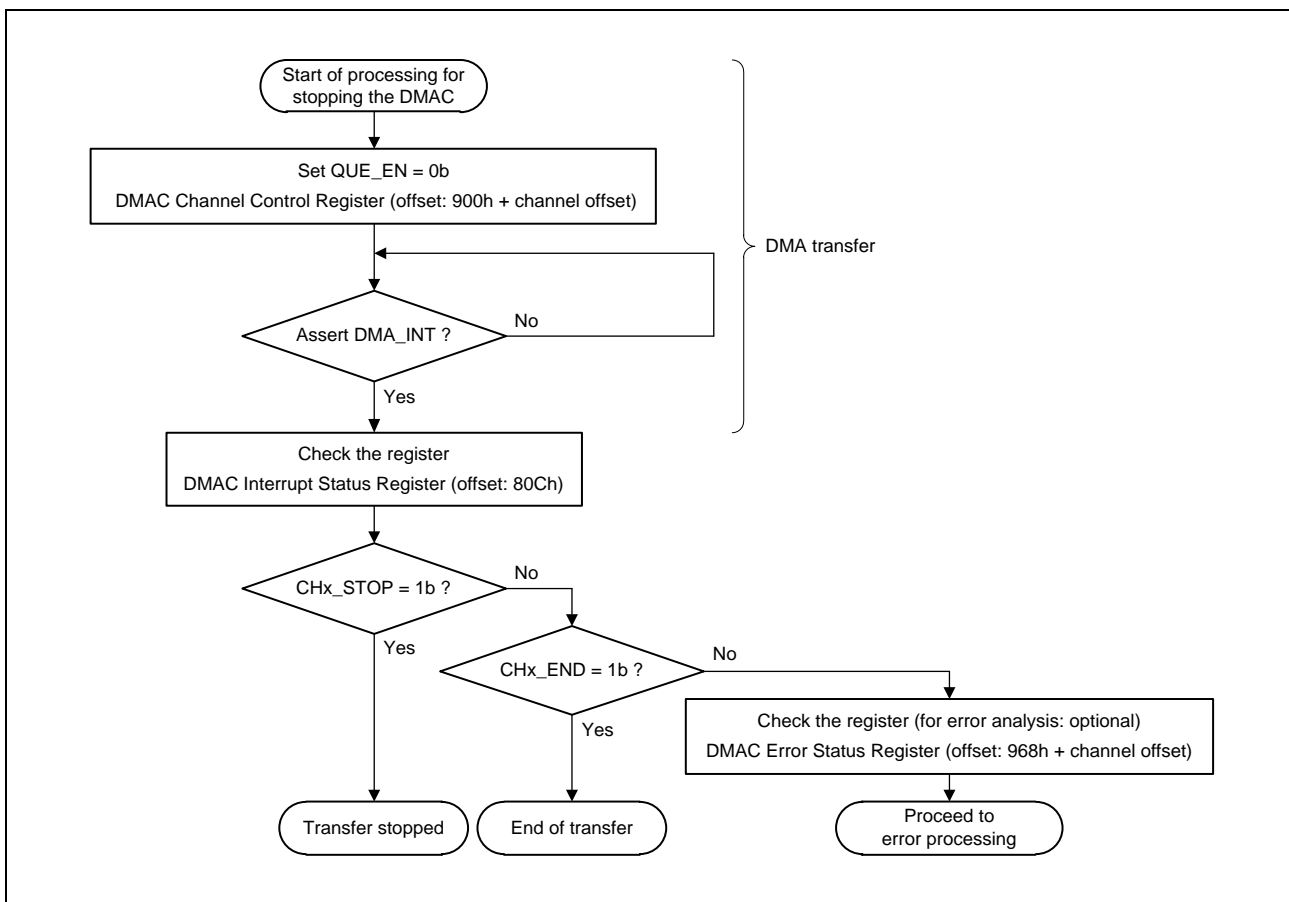 Start of processing for
stopping the DMAC
Set QUE_EN = 0b
DMAC Channel Control Register (offset: 900h + channel offset)
DMA transfer
Assert DMA_INT ?
No
Yes
Check the register
DMAC Interrupt Status Register (offset: 80Ch)
CHx_STOP = 1b ?
No
Yes
CHx_END = 1b ?
No
Yes
Check the register (for error analysis: optional)
DMAC Error Status Register (offset: 968h + channel offset)
Transfer stopped
End of transfer
Proceed to
error processing